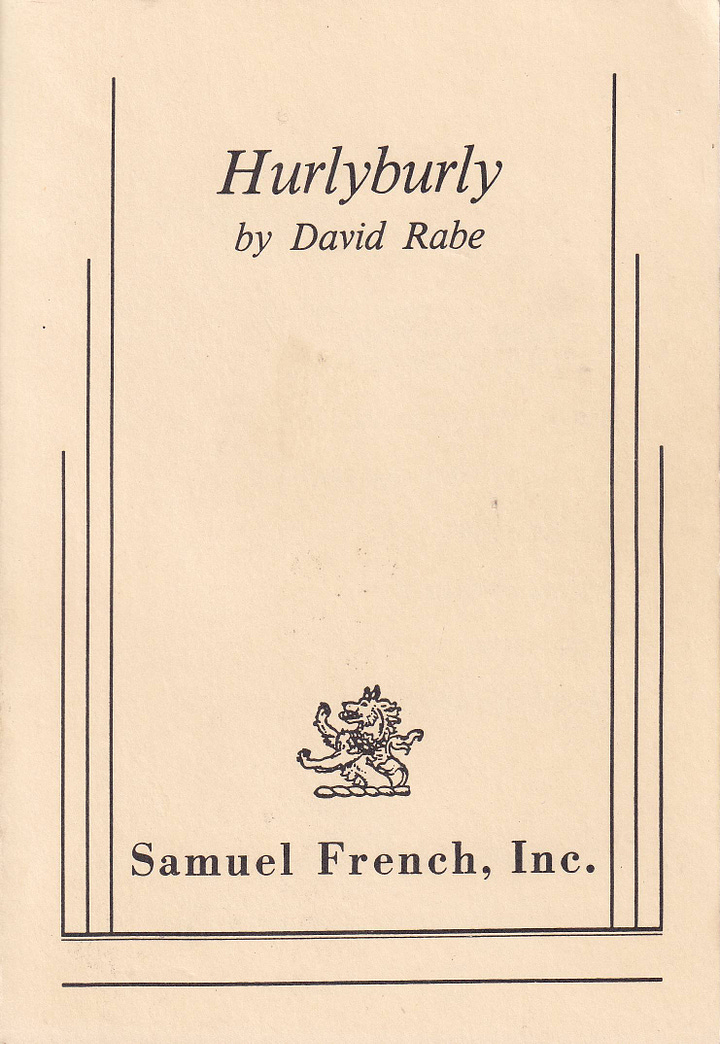 Hurlyburly
by David Rabe
Samuel French, Inc.